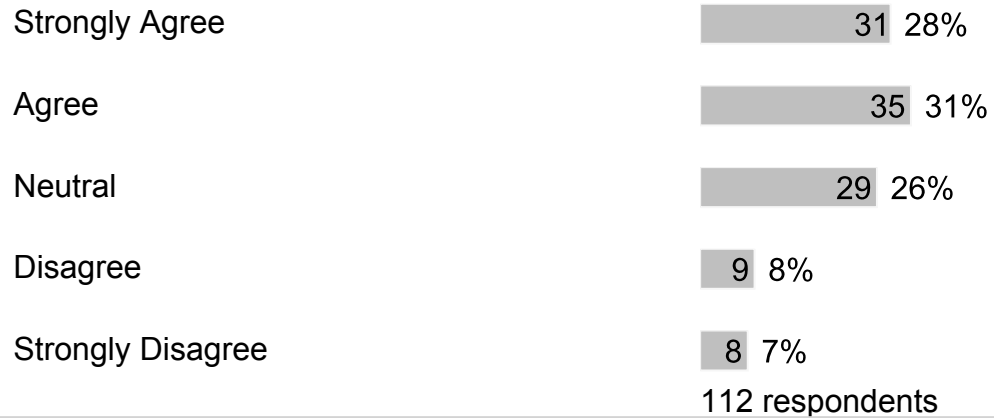 Strongly Agree 31 28%
Agree 35 31%
Neutral 29 26%
Disagree 9 8%
Strongly Disagree 8 7%
112 respondents